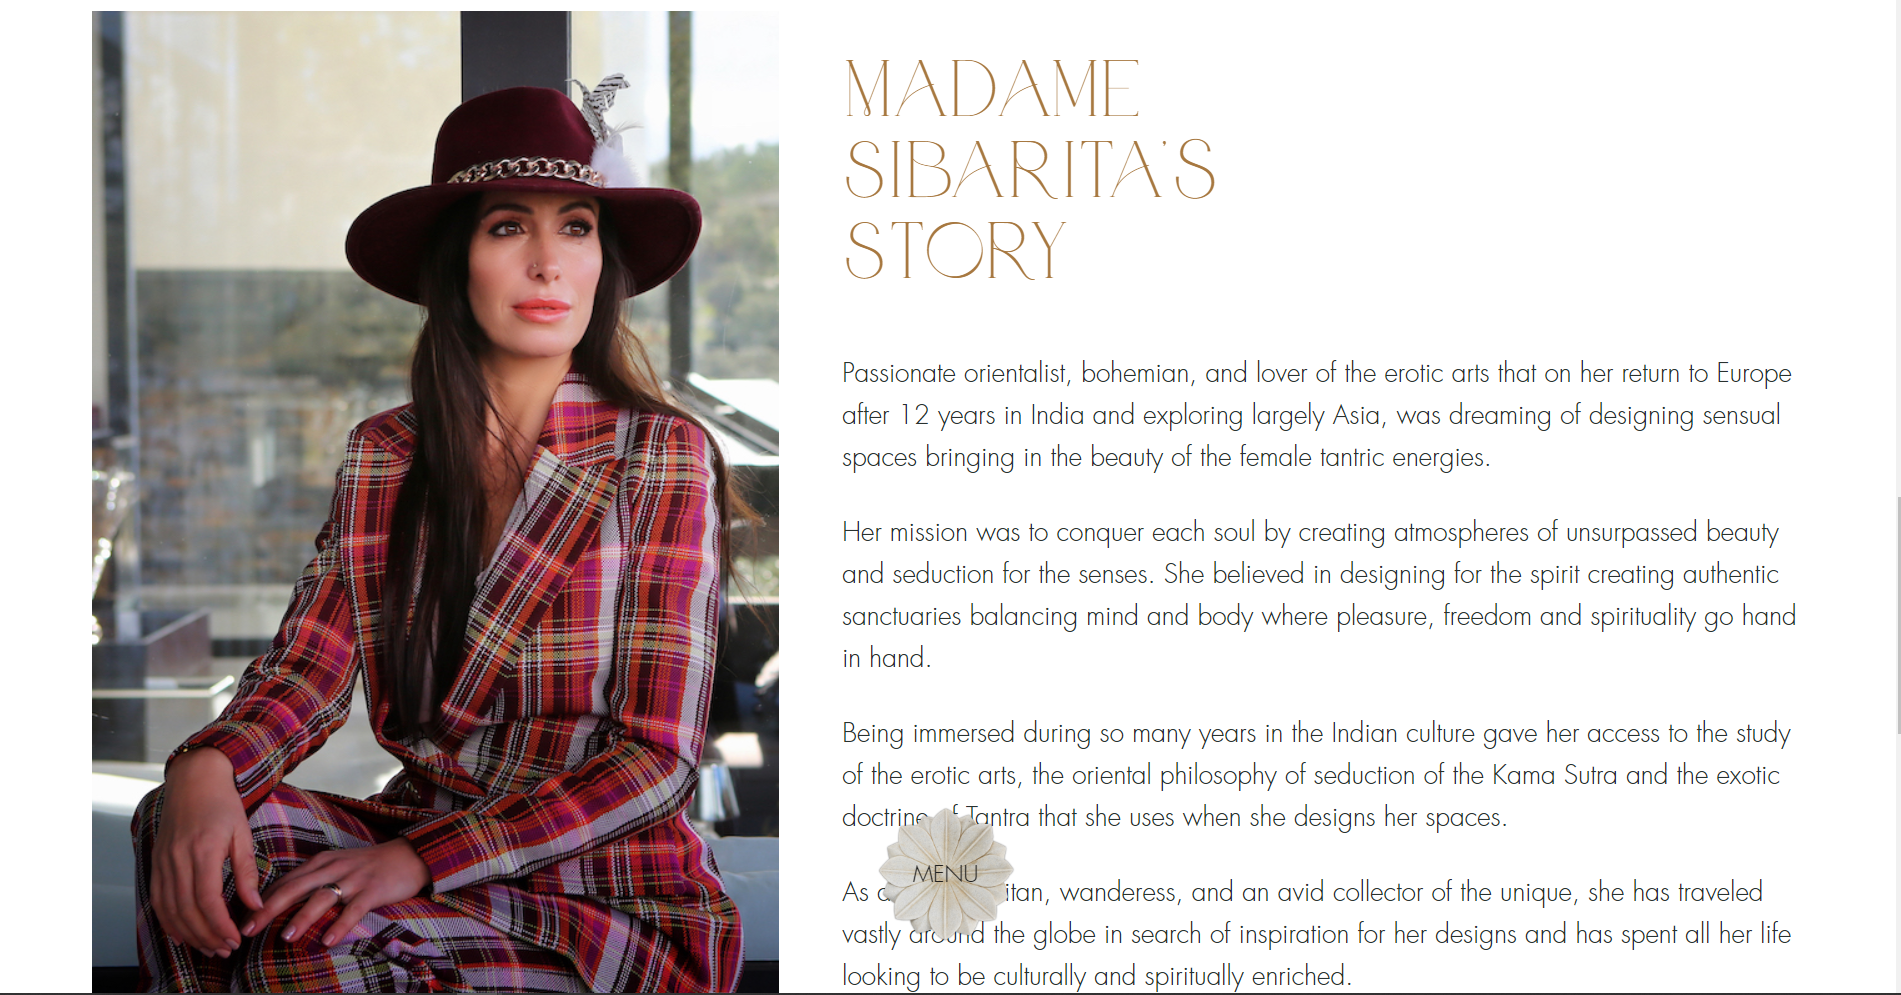 MADAME
SIBARITA'S
STORY
Passionate orientalist, bohemian, and lover of the erotic arts that on her return to Europe
after 12 years in India and exploring largely Asia, was dreaming of designing sensual
spaces bringing in the beauty of the female tantric energies.
Her mission was to conquer each soul by creating atmospheres of unsurpassed beauty
and seduction for the senses. She believed in designing for the spirit creating authentic
sanctuaries balancing mind and body where pleasure, freedom and spirituality go hand
in hand.
Being immersed during so many years in the Indian culture gave her access to the study
of the erotic arts, the oriental philosophy of seduction of the Kama Sutra and the exotic
doctrine of Tantra that she uses when she designs her spaces.
MENU
As wanderess, and an avid collector of the unique, she has traveled
vastly around the globe in search of inspiration for her designs and has spent all her life
looking to be culturally and spiritually enriched.